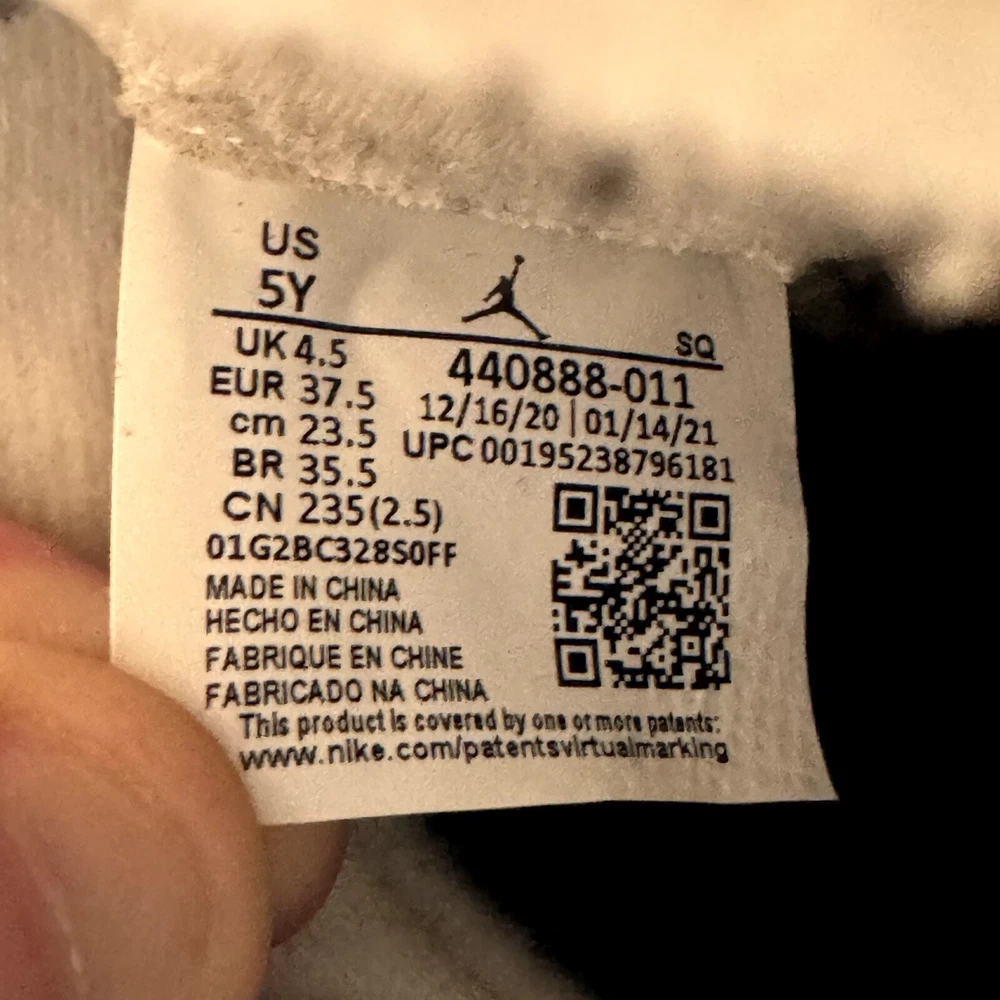 US
5Y
SQ
UK 4.5
440888-011
EUR 37.5
12/16/20 | 01/14/21
cm 23.5
UPC 00195238796181
BR 35.5
CN 235(2.5)
01G2BC328S0FF
MADE IN CHINA
HECHO EN CHINA
FABRIQUE EN CHINE
FABRICADO NA CHINA
This product is covered by one or more patents:
www.nike.com/patentsvirtualmarking